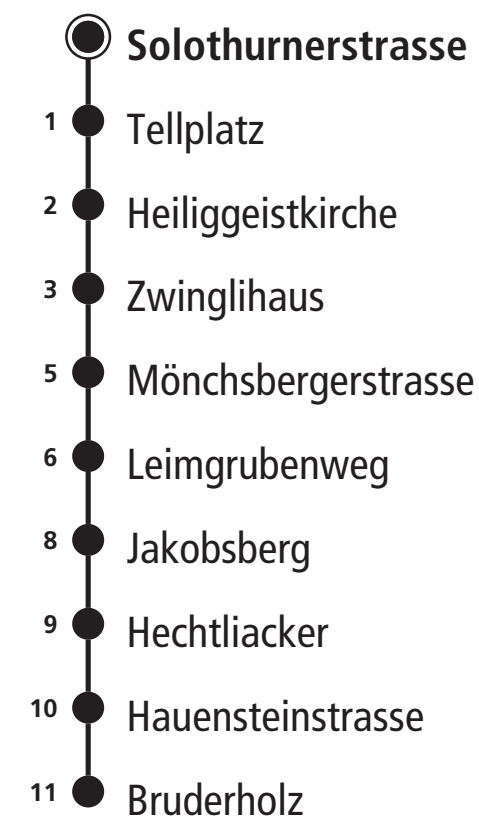 Solothurnerstrasse
1 Tellplatz
2 Heiliggeistkirche
3 Zwinglihaus
5 Mönchsbergerstrasse
6 Leimgrubenweg
8 Jakobsberg
9 Hechtliacker
10 Hauensteinstrasse
11 Bruderholz